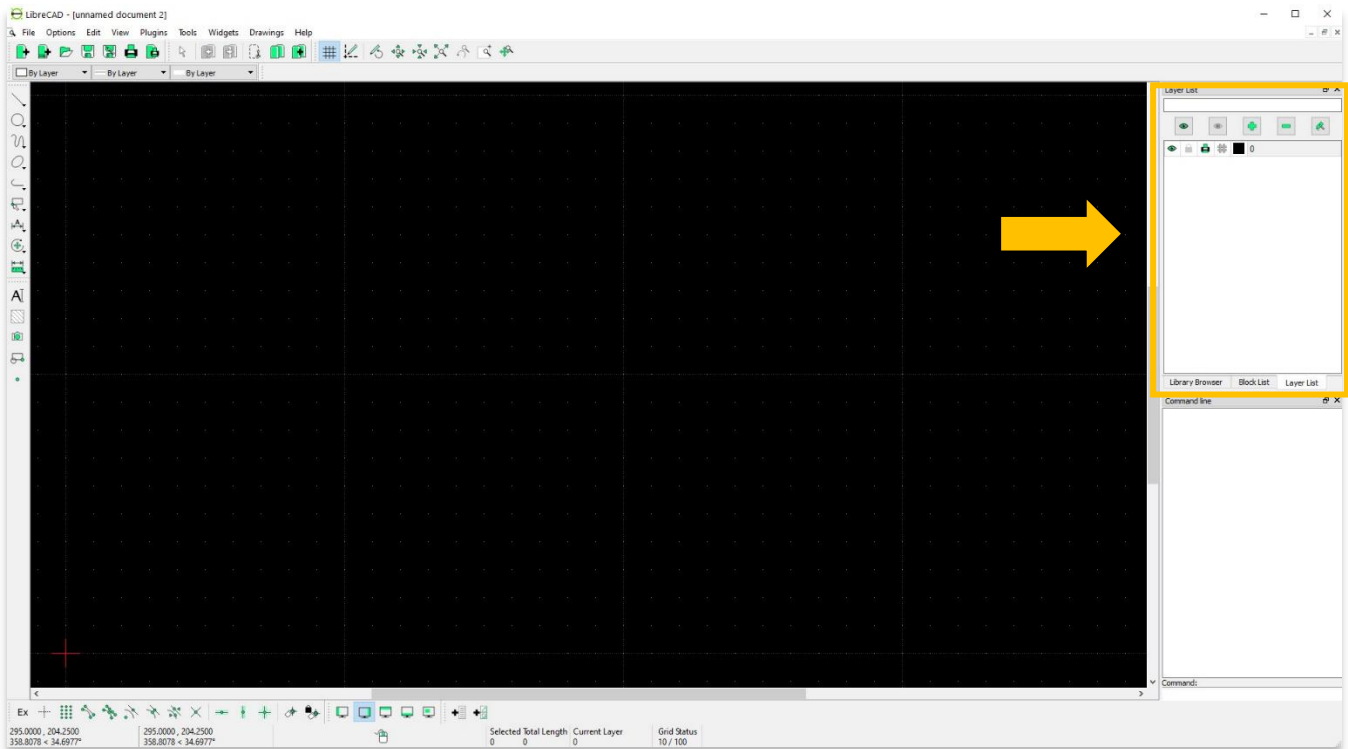 LibreCAD - [unnamed document 2]
File Options Edit View Plugins Tools Widgets Drawings Help
By Layer By Layer By Layer
Layer List
0
Library Browser Block List Layer List
Command line
Command:
Ex
295.0000 , 204.2500 295.0000 , 204.2500 Selected Total Length Current Layer Grid Status
358.8078 < 34.6977° 358.8078 < 34.6977° 0 0 0 10 / 100